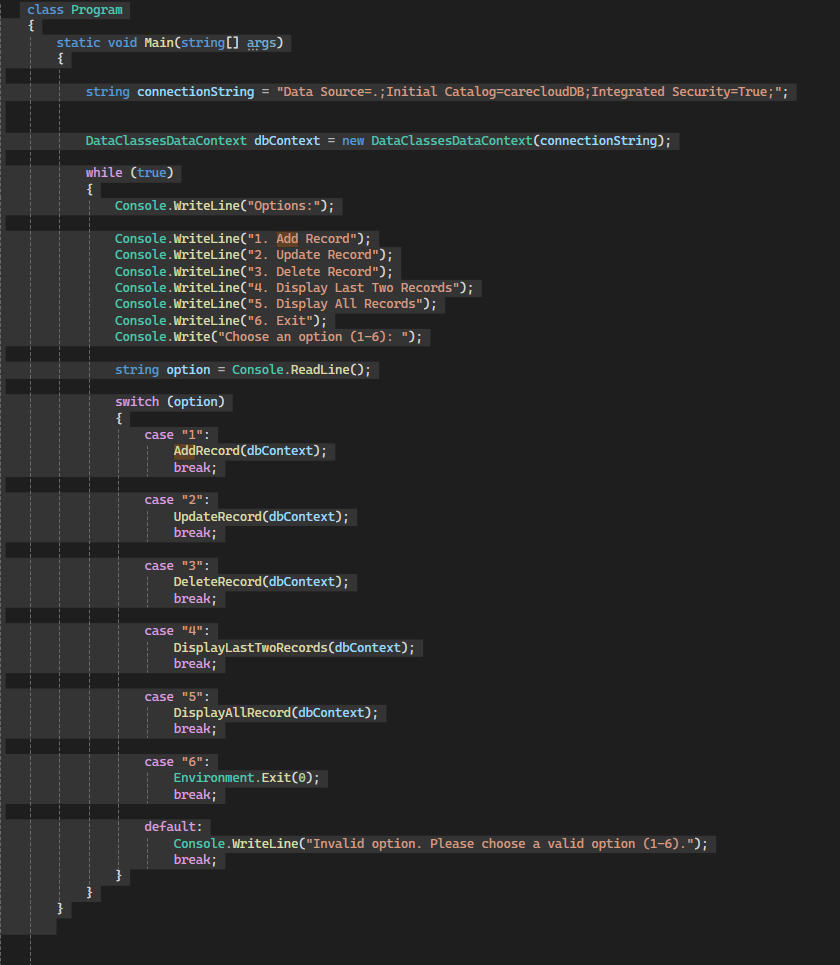 class Program
{
static void Main(string[] args)
{
string connectionString = "Data Source=.;Initial Catalog=carecloudDB;Integrated Security=True;";
DataClassesDataContext dbContext = new DataClassesDataContext(connectionString);
while (true)
{
Console.WriteLine("Options:");
Console.WriteLine("1. Add Record");
Console.WriteLine("2. Update Record");
Console.WriteLine("3. Delete Record");
Console.WriteLine("4. Display Last Two Records");
Console.WriteLine("5. Display All Records");
Console.WriteLine("6. Exit");
Console.Write("Choose an option (1-6): ");
string option = Console.ReadLine();
switch (option)
{
case "1":
AddRecord(dbContext);
break;
case "2":
UpdateRecord(dbContext);
break;
case "3":
DeleteRecord(dbContext);
break;
case "4":
DisplayLastTwoRecords(dbContext);
break;
case "5":
DisplayAllRecord(dbContext);
break;
case "6":
Environment.Exit(0);
break;
default:
Console.WriteLine("Invalid option. Please choose a valid option (1-6).");
break;
}
}
}